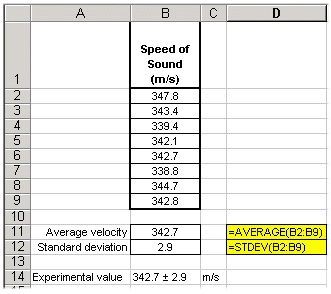 A B C D
Speed of
Sound
1 (m/s)
2 347.8
3 343.4
4 339.4
5 342.1
6 342.7
7 338.8
8 344.7
9 342.8
10
11 Average velocity 342.7 =AVERAGE(B2:B9)
12 Standard deviation 2.9 =STDEV(B2:B9)
13
14 Experimental value 342.7 ± 2.9 m/s